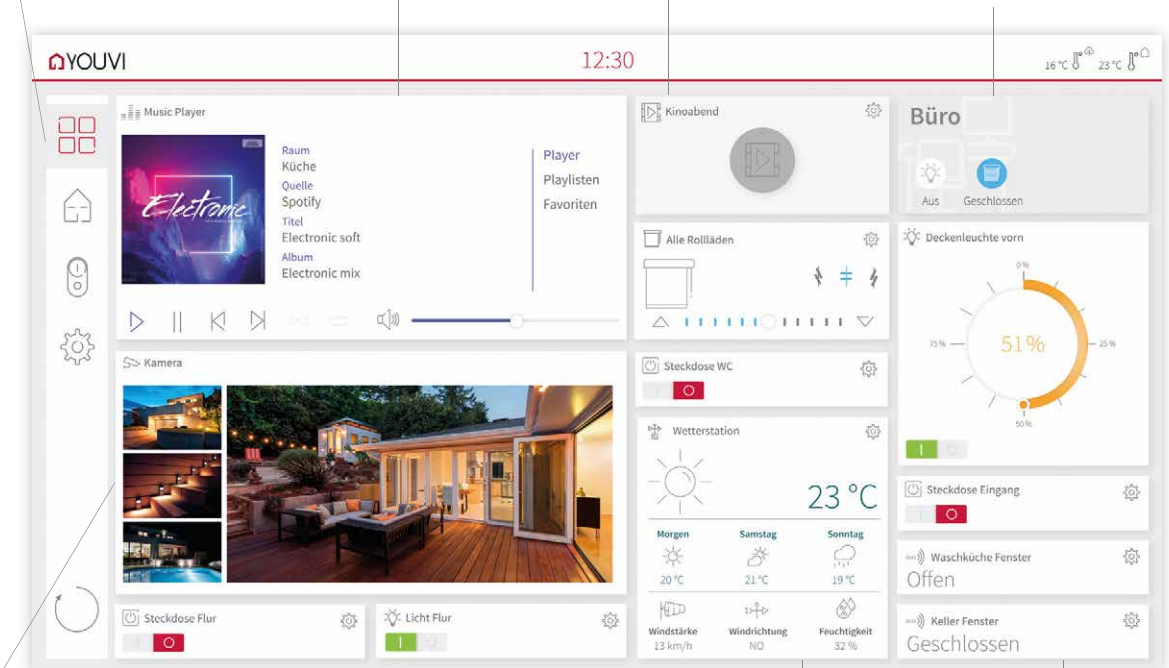 YOUVI
12:30
16 °C
23 °C
Music Player
Raum
Küche
Quelle
Spotify
Titel
Electronic soft
Album
Electronic mix
Electronic
Player
Playlisten
Favoriten
Kinoabend
Büro
Aus
Geschlossen
Alle Rollläden
Deckenleuchte vorn
0%
25%
50%
75%
51%
Kamera
Steckdose WC
Wetterstation
23 °C
Morgen
Samstag
Sonntag
20 °C
21 °C
19 °C
Windstärke
Windrichtung
Feuchtigkeit
13 km/h
NO
32 %
Steckdose Eingang
Waschküche Fenster
Offen
Keller Fenster
Geschlossen
Steckdose Flur
Licht Flur